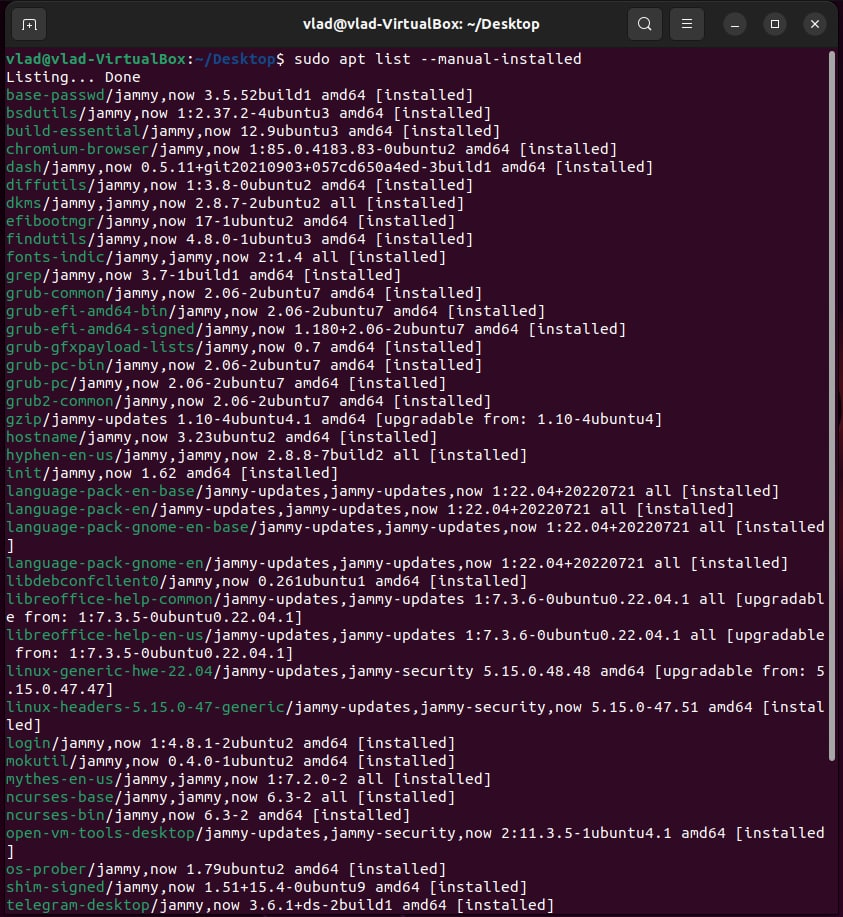 vlad@vlad-VirtualBox: ~/Desktop
vlad@vlad-VirtualBox:~/Desktop$ sudo apt list --manual-installed
Listing... Done
base-passwd/jammy,now 3.5.52build1 amd64 [installed]
bsdutils/jammy,now 1:2.37.2-4ubuntu3 amd64 [installed]
build-essential/jammy,now 12.9ubuntu3 amd64 [installed]
chromium-browser/jammy,now 1:85.0.4183.83-0ubuntu2 amd64 [installed]
dash/jammy,now 0.5.11+git20210903+057cd650a4ed-3build1 amd64 [installed]
diffutils/jammy,now 1:3.8-0ubuntu2 amd64 [installed]
dkms/jammy,jammy,now 2.8.7-2ubuntu2 all [installed]
efibootmgr/jammy,now 17-1ubuntu2 amd64 [installed]
findutils/jammy,now 4.8.0-1ubuntu3 amd64 [installed]
fonts-indic/jammy,jammy,now 2:1.4 all [installed]
grep/jammy,now 3.7-1build1 amd64 [installed]
grub-common/jammy,now 2.06-2ubuntu7 amd64 [installed]
grub-efi-amd64-bin/jammy,now 2.06-2ubuntu7 amd64 [installed]
grub-efi-amd64-signed/jammy,now 1.180+2.06-2ubuntu7 amd64 [installed]
grub-gfxpayload-lists/jammy,now 0.7 amd64 [installed]
grub-pc-bin/jammy,now 2.06-2ubuntu7 amd64 [installed]
grub-pc/jammy,now 2.06-2ubuntu7 amd64 [installed]
grub2-common/jammy,now 2.06-2ubuntu7 amd64 [installed]
gzip/jammy-updates 1.10-4ubuntu4.1 amd64 [upgradable from: 1.10-4ubuntu4]
hostname/jammy,now 3.23ubuntu2 amd64 [installed]
hyphen-en-us/jammy,jammy,now 2.8.8-7build2 all [installed]
init/jammy,now 1.62 amd64 [installed]
language-pack-en-base/jammy-updates,jammy-updates,now 1:22.04+20220721 all [installed]
language-pack-en/jammy-updates,jammy-updates,now 1:22.04+20220721 all [installed]
language-pack-gnome-en-base/jammy-updates,jammy-updates,now 1:22.04+20220721 all [installed
]
language-pack-gnome-en/jammy-updates,jammy-updates,now 1:22.04+20220721 all [installed]
libdebconfclient0/jammy,now 0.261ubuntu1 amd64 [installed]
libreoffice-help-common/jammy-updates,jammy-updates 1:7.3.6-0ubuntu0.22.04.1 all [upgradabl
e from: 1:7.3.5-0ubuntu0.22.04.1]
libreoffice-help-en-us/jammy-updates,jammy-updates 1:7.3.6-0ubuntu0.22.04.1 all [upgradable
 from: 1:7.3.5-0ubuntu0.22.04.1]
linux-generic-hwe-22.04/jammy-updates,jammy-security 5.15.0.48.48 amd64 [upgradable from: 5
.15.0.47.47]
linux-headers-5.15.0-47-generic/jammy-updates,jammy-security,now 5.15.0-47.51 amd64 [instal
led]
login/jammy,now 1:4.8.1-2ubuntu2 amd64 [installed]
mokutil/jammy,now 0.4.0-1ubuntu2 amd64 [installed]
mythes-en-us/jammy,jammy,now 1:7.2.0-2 all [installed]
ncurses-base/jammy,jammy,now 6.3-2 all [installed]
ncurses-bin/jammy,now 6.3-2 amd64 [installed]
open-vm-tools-desktop/jammy-updates,jammy-security,now 2:11.3.5-1ubuntu4.1 amd64 [installed
]
os-prober/jammy,now 1.79ubuntu2 amd64 [installed]
shim-signed/jammy,now 1.51+15.4-0ubuntu9 amd64 [installed]
telegram-desktop/jammy,now 3.6.1+ds-2build1 amd64 [installed]